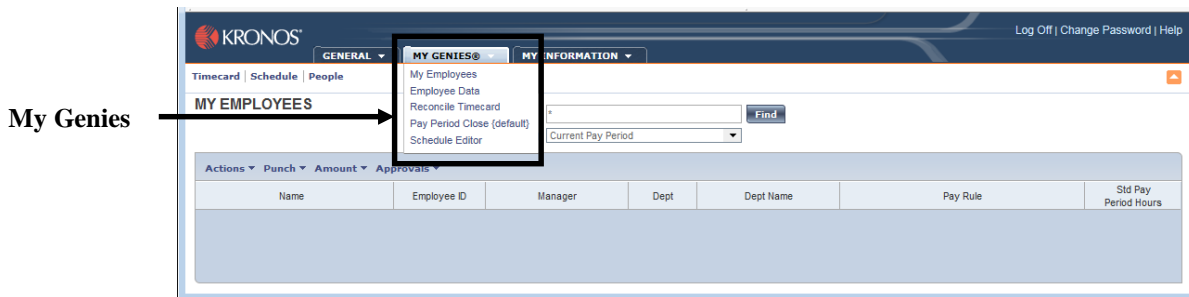 KRONOS®
Log Off | Change Password | Help
GENERAL MY GENIES® MY INFORMATION
Timecard | Schedule | People
My Employees
Employee Data
Reconcile Timecard
Pay Period Close {default}
Schedule Editor
MY EMPLOYEES
* Find
Current Pay Period
My Genies
Actions Punch Amount Approvals
Name Employee ID Manager Dept Dept Name Pay Rule Std Pay
Period Hours